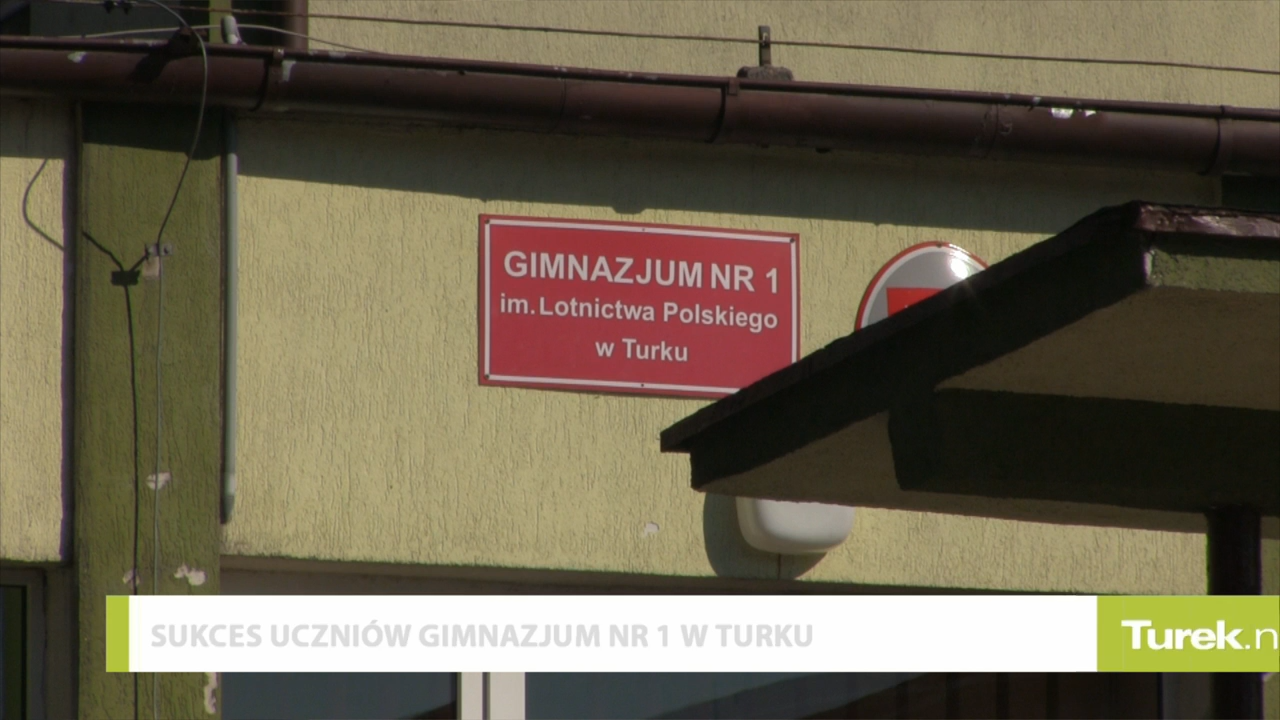 GIMNAZJUM NR 1
im. Lotnictwa Polskiego
w Turku
SUKCES UCZNIÓW GIMNAZJUM NR 1 W TURKU
Turek.n